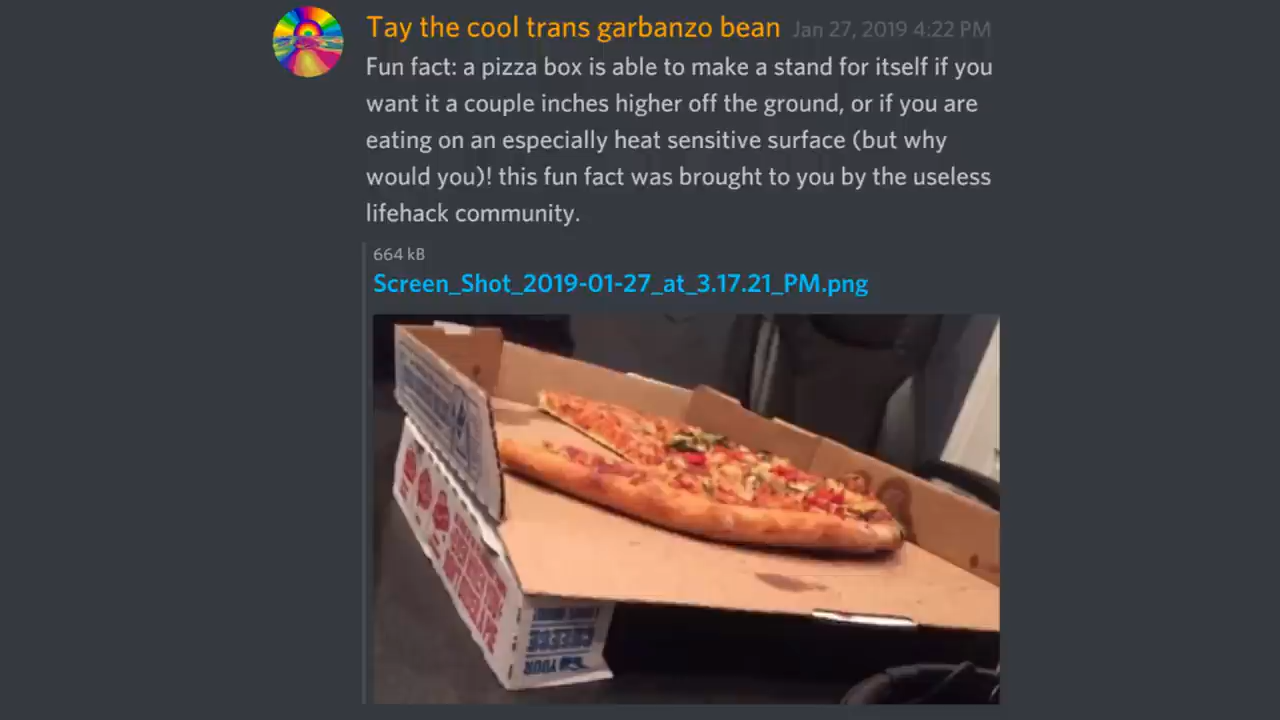 Tay the cool trans garbanzo bean Jan 27, 2019 4:22 PM
Fun fact: a pizza box is able to make a stand for itself if you
want it a couple inches higher off the ground, or if you are
eating on an especially heat sensitive surface (but why
would you)! this fun fact was brought to you by the useless
lifehack community.
664 kB
Screen_Shot_2019-01-27_at_3.17.21_PM.png
CHEESE
YOUR